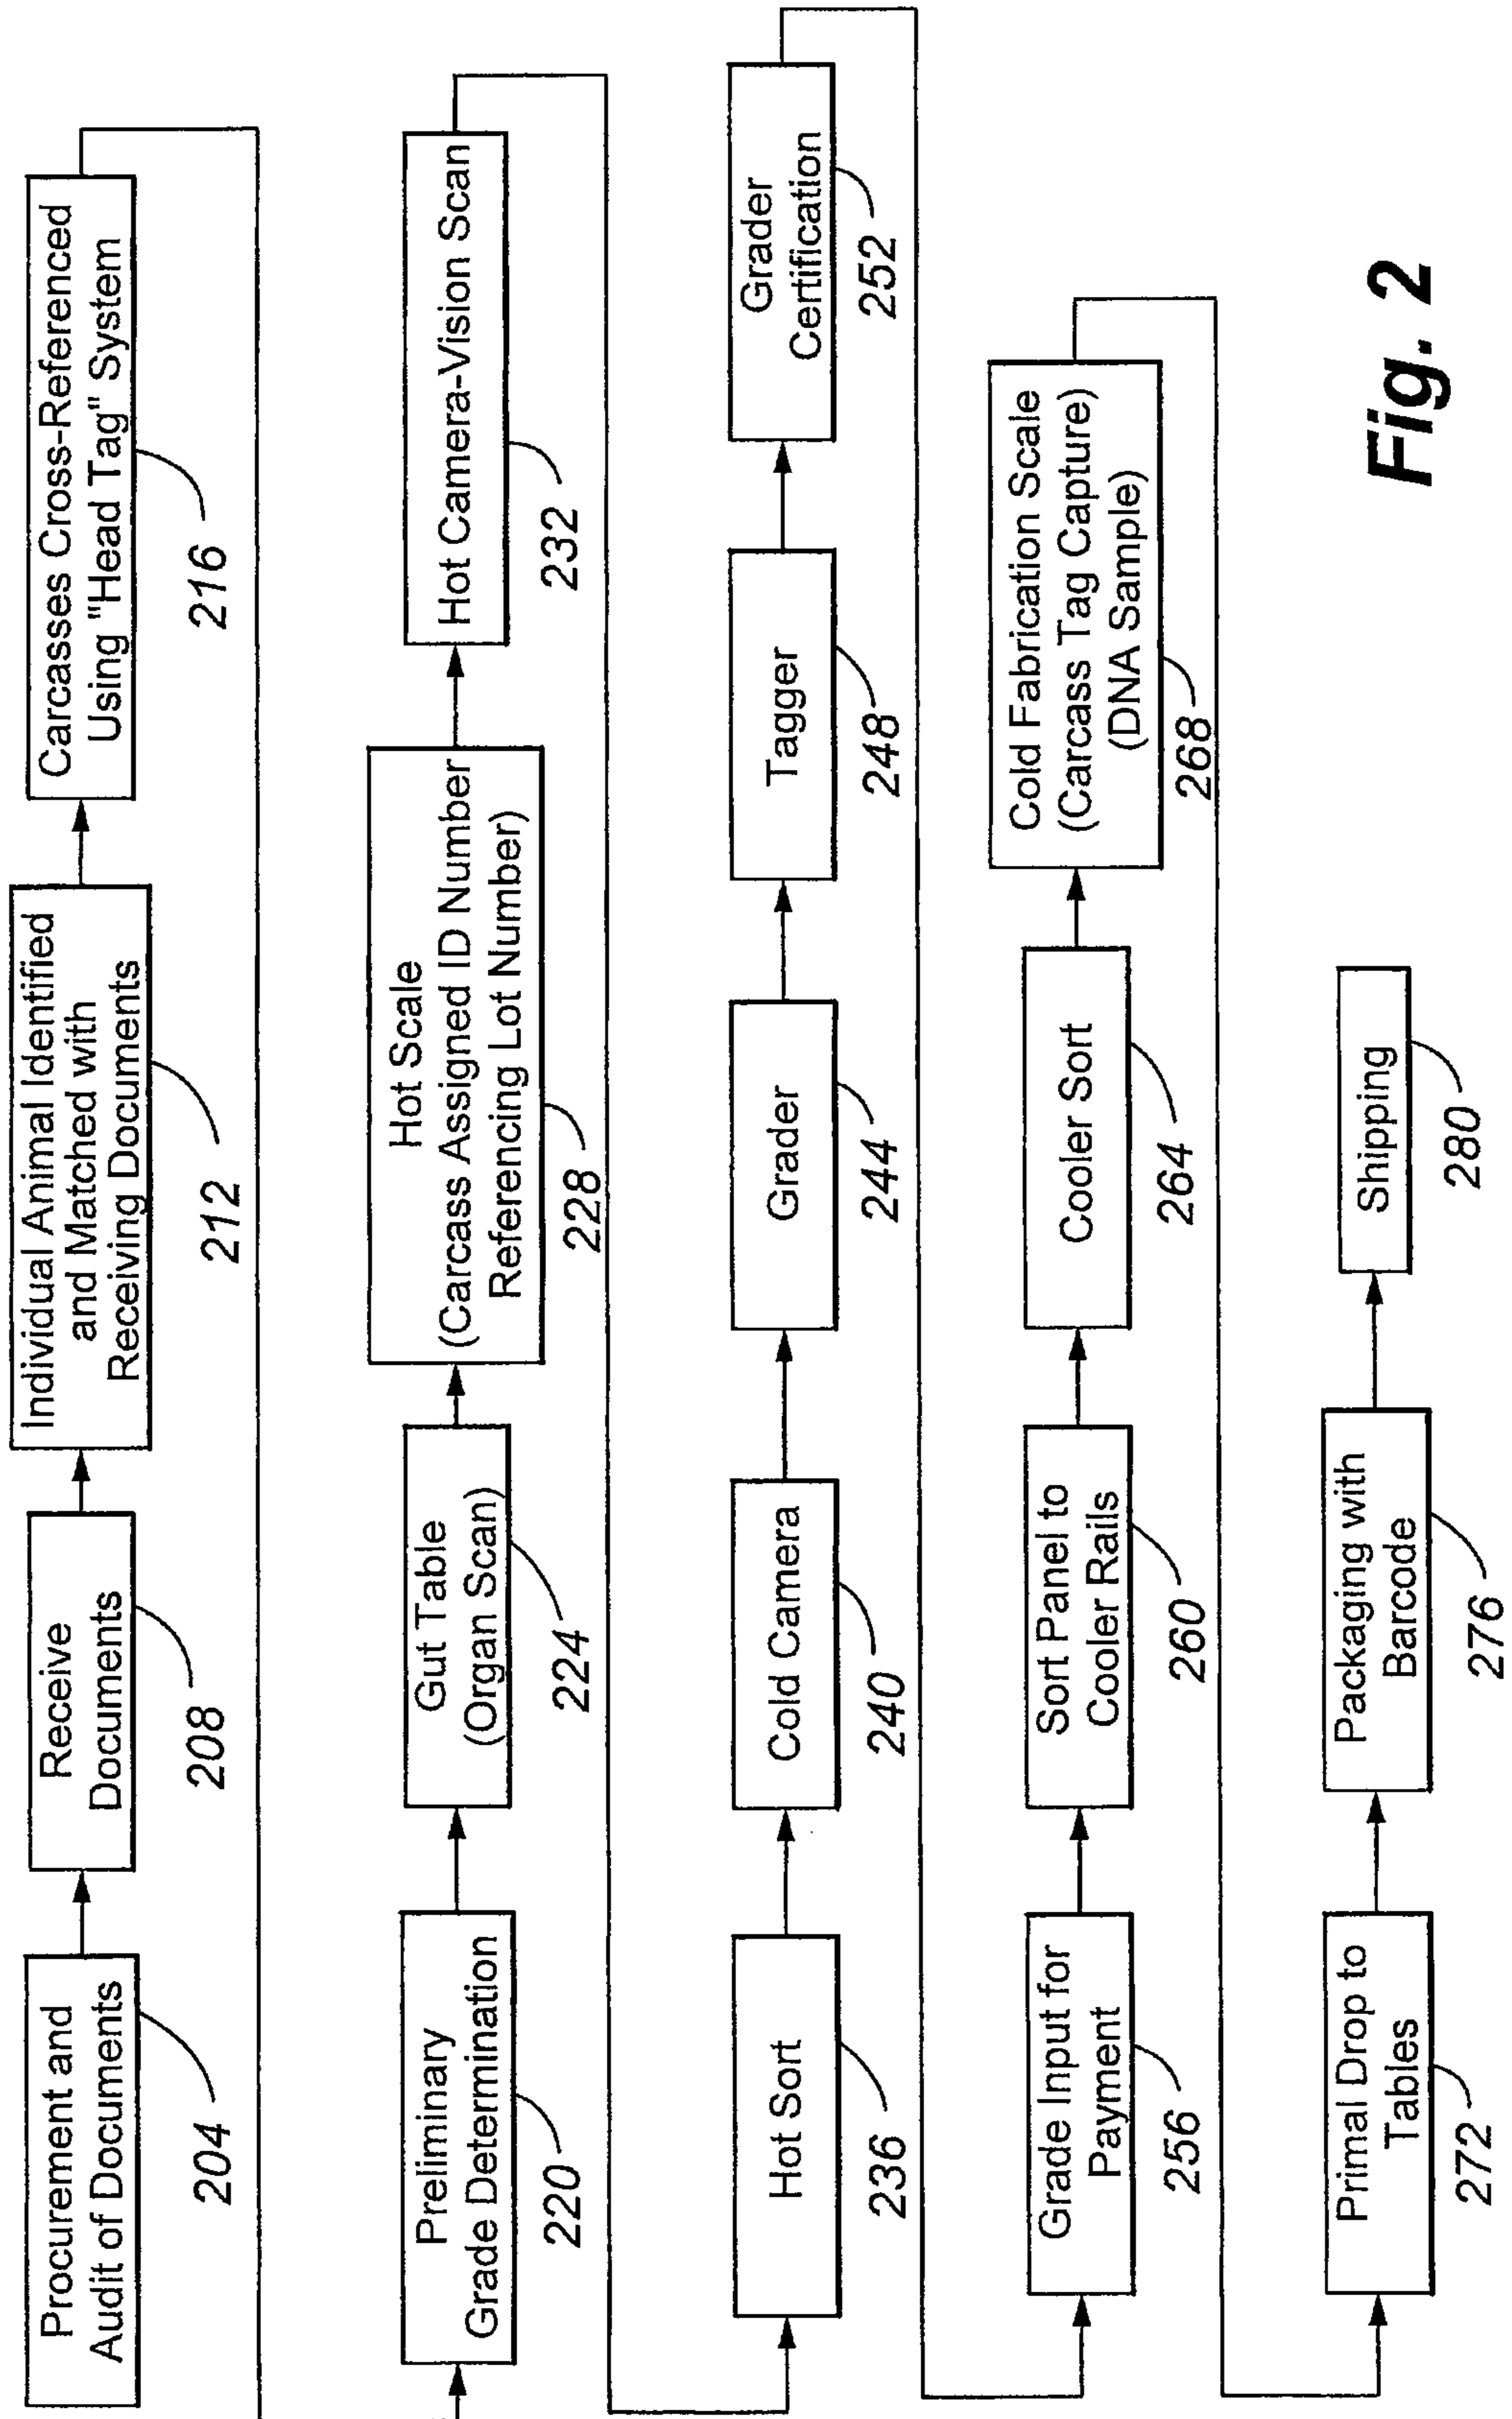 Procurement and
Audit of Documents
204
Receive
Documents
208
Individual Animal Identified
and Matched with
Receiving Documents
212
Carcasses Cross-Referenced
Using "Head Tag" System
216
Preliminary
Grade Determination
220
Gut Table
(Organ Scan)
224
Hot Scale
(Carcass Assigned ID Number
Referencing Lot Number)
228
Hot Camera-Vision Scan
232
Hot Sort
236
Cold Camera
240
Grader
244
Tagger
248
Grader
Certification
252
Grade Input for
Payment
256
Sort Panel to
Cooler Rails
260
Cooler Sort
264
Cold Fabrication Scale
(Carcass Tag Capture)
(DNA Sample)
268
Primal Drop to
Tables
272
Packaging with
Barcode
276
Shipping
280
Fig. 2